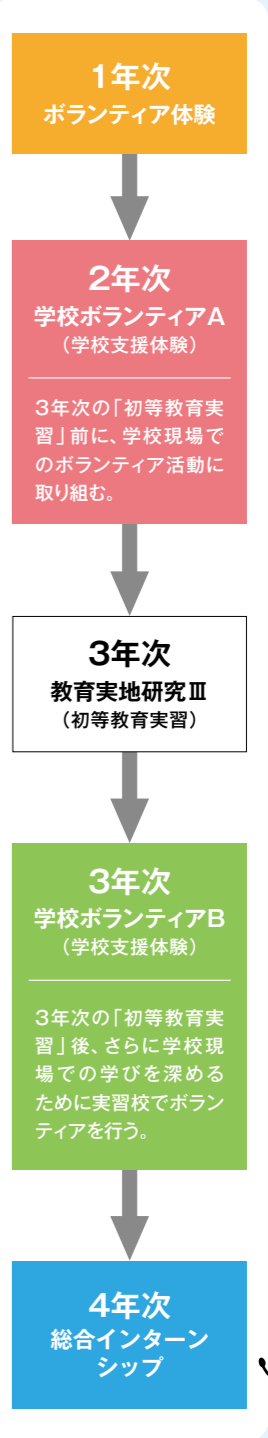 1年次
ボランティア体験
2年次
学校ボランティアA
（学校支援体験）
3年次の「初等教育実
習」前に、学校現場で
のボランティア活動に
取り組む。
3年次
教育実地研究Ⅲ
（初等教育実習）
3年次
学校ボランティアB
（学校支援体験）
3年次の「初等教育実
習」後、さらに学校現
場での学びを深める
ために実習校でボラン
ティアを行う。
4年次
総合インターン
シップ